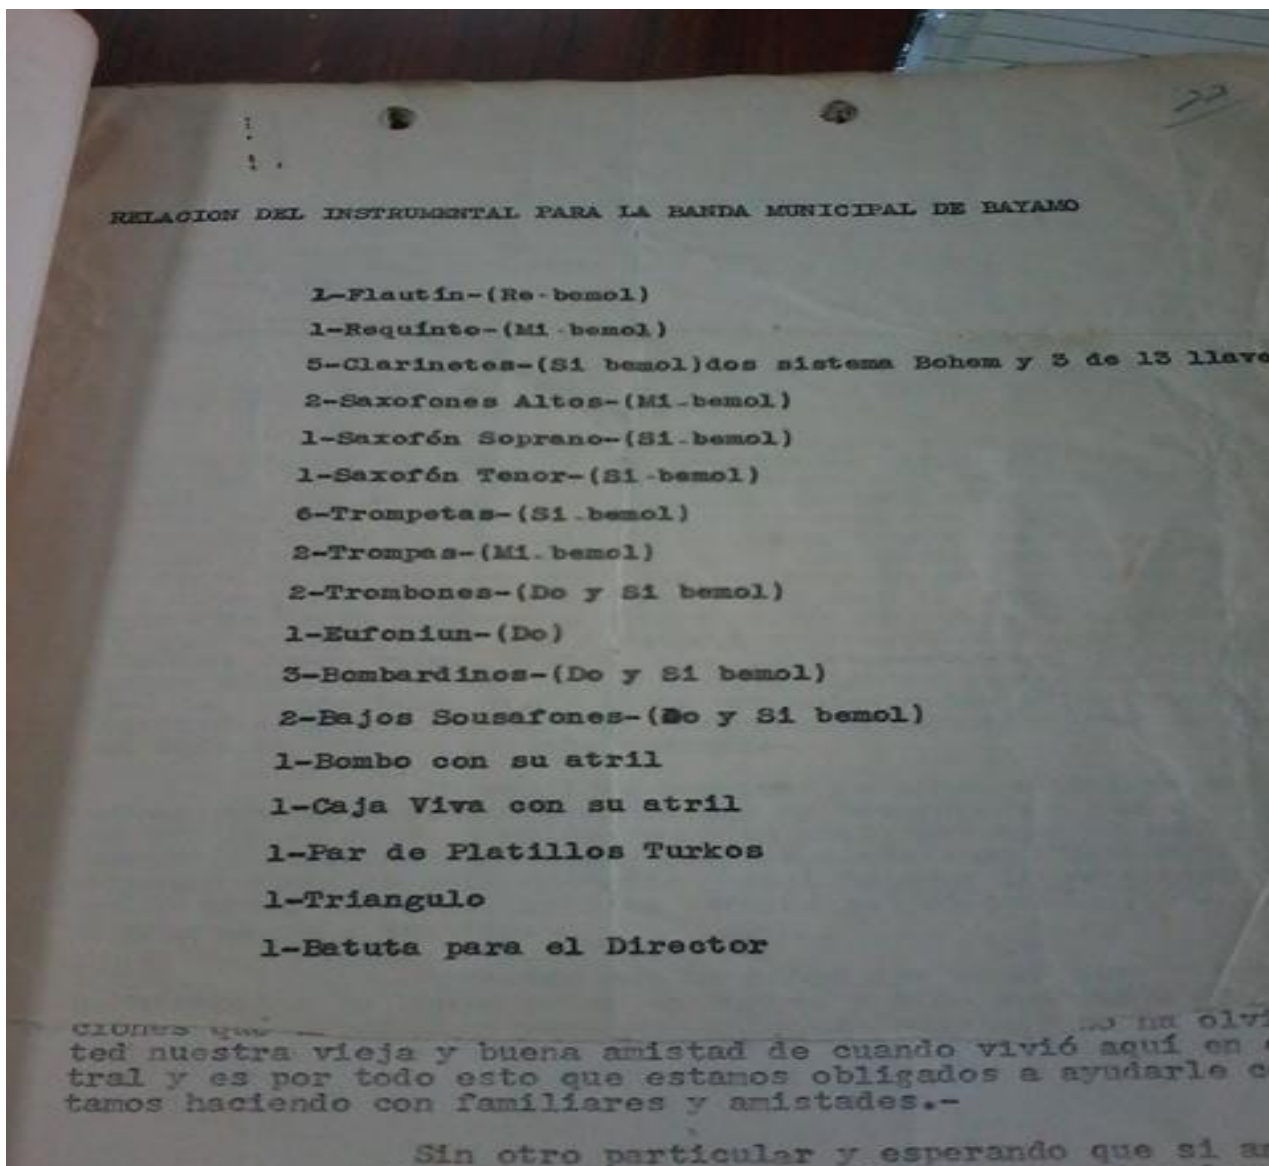 22
RELACION DEL INSTRUMENTAL PARA LA BANDA MUNICIPAL DE BAYAMO
1-Flautín-(Re-bemol)
1-Requinto-(Mi-bemol)
5-Clarinetes-(Si bemol)dos sistema Bohem y 3 de 13 llave
2-Saxofones Altos-(Mi-bemol)
1-Saxofón Soprano-(Si-bemol)
1-Saxofón Tenor-(Si-bemol)
6-Trompetas-(Si-bemol)
2-Trompas-(Mi-bemol)
2-Trombones-(Do y Si bemol)
1-Eufoniun-(Do)
3-Bombardinos-(Do y Si bemol)
2-Bajos Sousafones-(Do y Si bemol)
1-Bombo con su atril
1-Caja Viva con su atril
1-Par de Platillos Turkos
1-Triangulo
1-Batuta para el Director
ciones que ha olvi
ted nuestra vieja y buena amistad de cuando vivió aquí en
tral y es por todo esto que estamos obligados a ayudarle
tamos haciendo con familiares y amistades.-
Sin otro particular y esperando que si